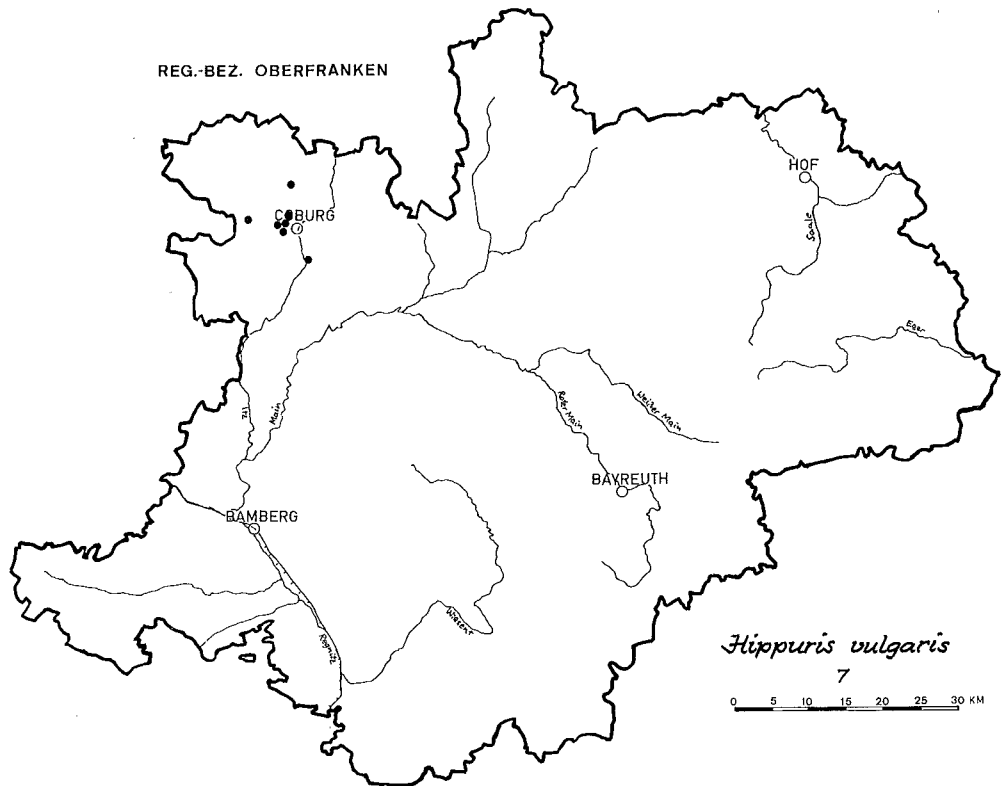 REG.-BEZ. OBERFRANKEN
HOF
COBURG
Saale
Eger
Itz
Main
Roter Main
Weißer Main
BAYREUTH
BAMBERG
Wiesent
Regnitz
Hippuris vulgaris
7
0 5 10 15 20 25 30 KM